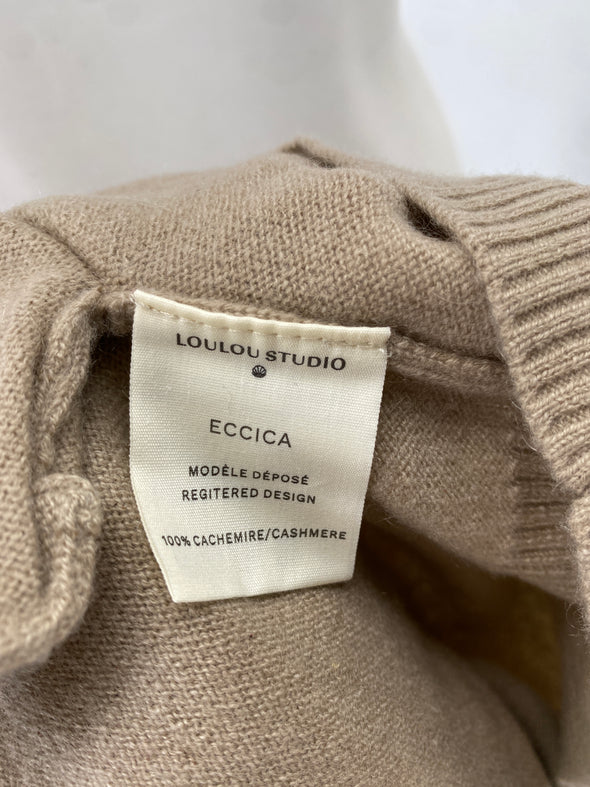 LOULOU STUDIO
ECCICA
MODÈLE DÉPOSÉ
REGITERED DESIGN
100% CACHEMIRE/CASHMERE